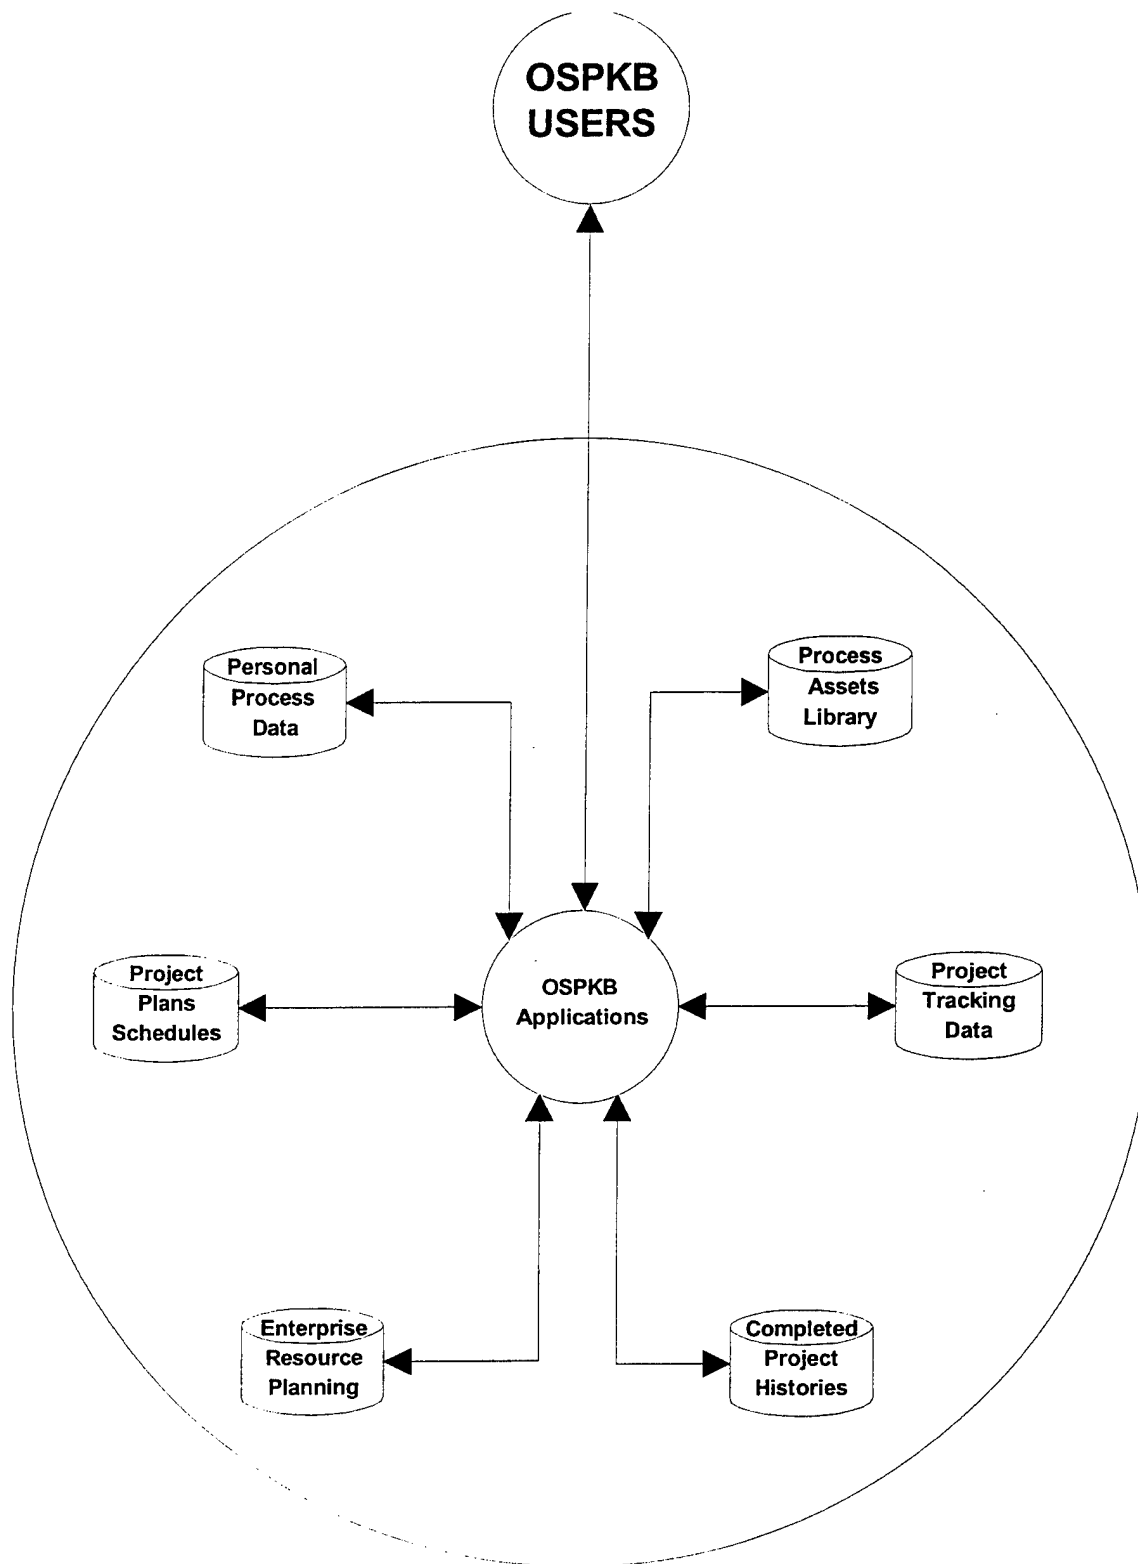 OSPKB
USERS
Personal
Process
Data
Process
Assets
Library
Project
Plans
Schedules
OSPKB
Applications
Project
Tracking
Data
Enterprise
Resource
Planning
Completed
Project
Histories